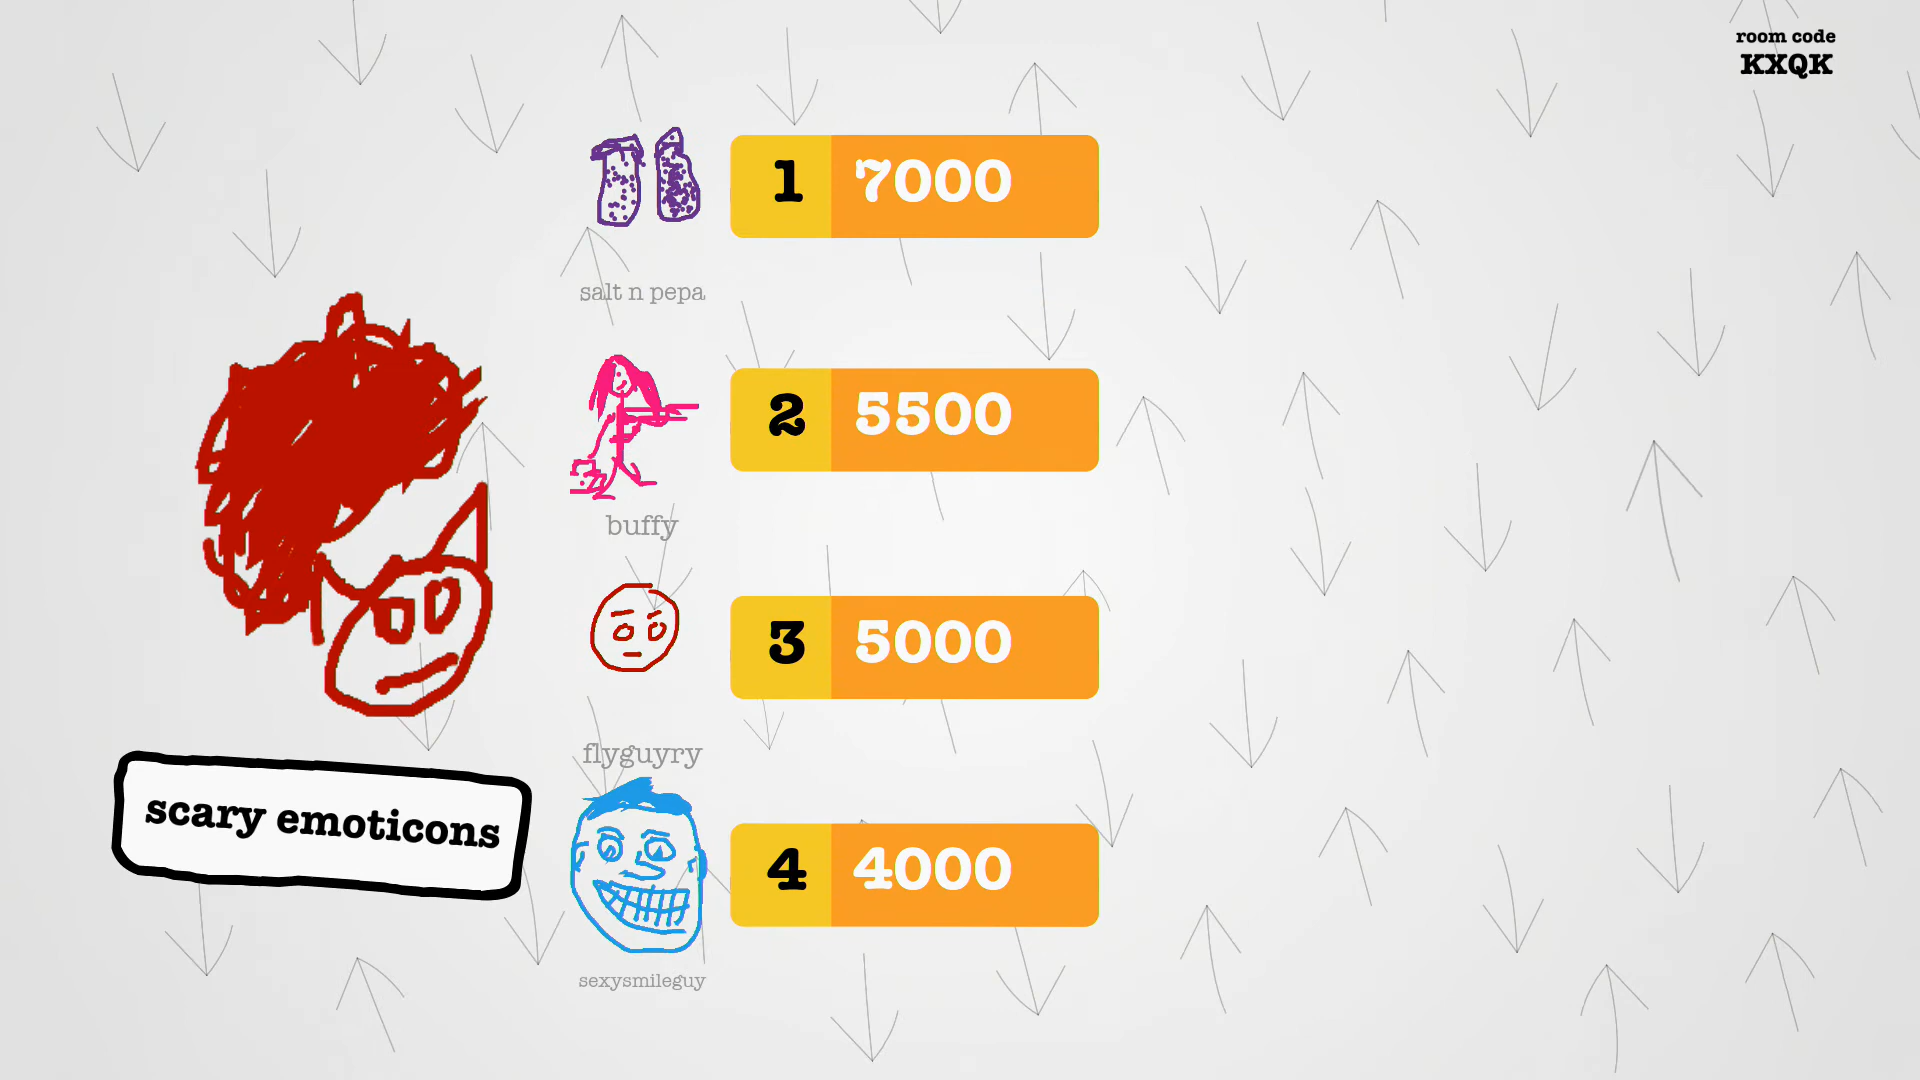 room code
KXQK
1 7000
salt n pepa
2 5500
buffy
3 5000
flyguyry
4 4000
sexysmileguy
scary emoticons